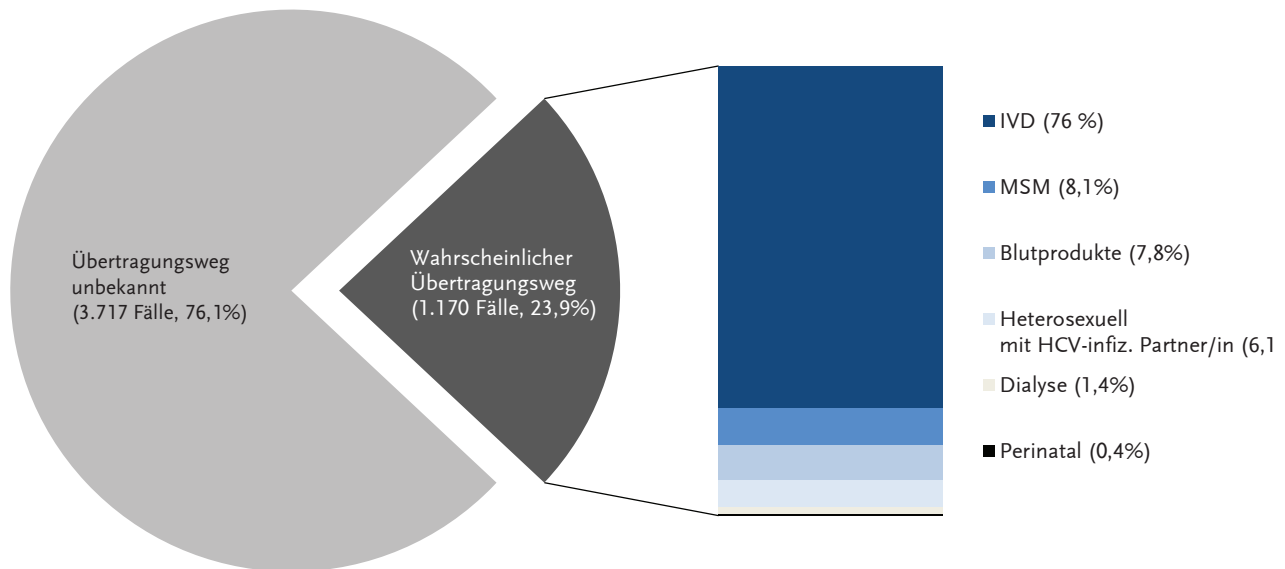 Übertragungsweg
unbekannt
(3.717 Fälle, 76,1%)
Wahrscheinlicher
Übertragungsweg
(1.170 Fälle, 23,9%)
IVD (76 %)
MSM (8,1%)
Blutprodukte (7,8%)
Heterosexuell
mit HCV-infiz. Partner/in (6,1
Dialyse (1,4%)
Perinatal (0,4%)